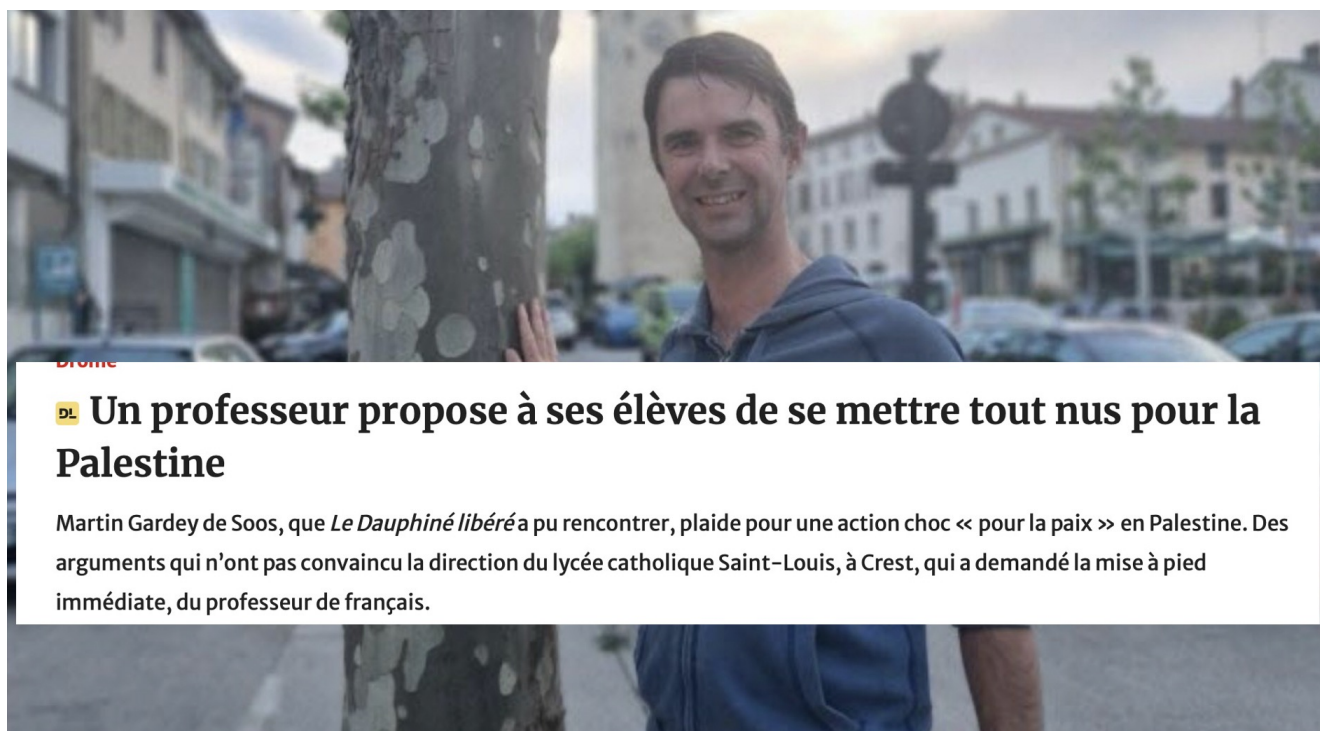 Drôme
DL Un professeur propose à ses élèves de se mettre tout nus pour la
Palestine
Martin Gardey de Soos, que Le Dauphiné libéré a pu rencontrer, plaide pour une action choc « pour la paix » en Palestine. Des
arguments qui n’ont pas convaincu la direction du lycée catholique Saint-Louis, à Crest, qui a demandé la mise à pied
immédiate, du professeur de français.